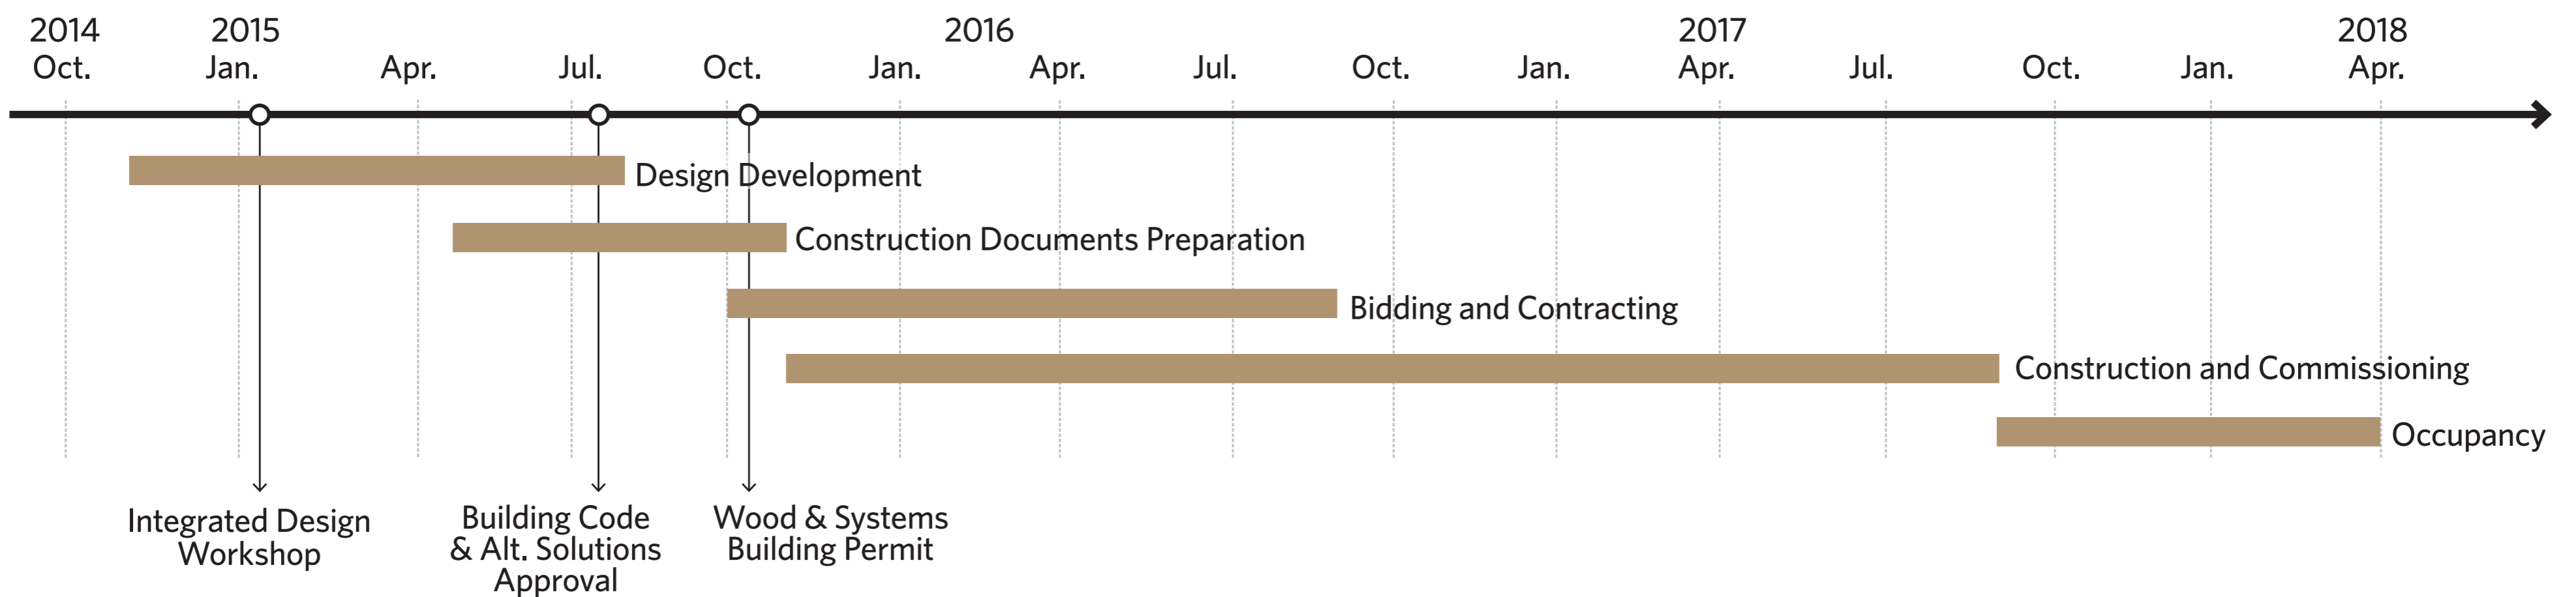 2014 2015 2016 2017 2018
Oct. Jan. Apr. Jul. Oct. Jan. Apr. Jul. Oct. Jan. Apr. Jul. Oct. Jan. Apr.
Design Development
Construction Documents Preparation
Bidding and Contracting
Construction and Commissioning
Occupancy
Integrated Design
Workshop
Building Code
& Alt. Solutions
Approval
Wood & Systems
Building Permit